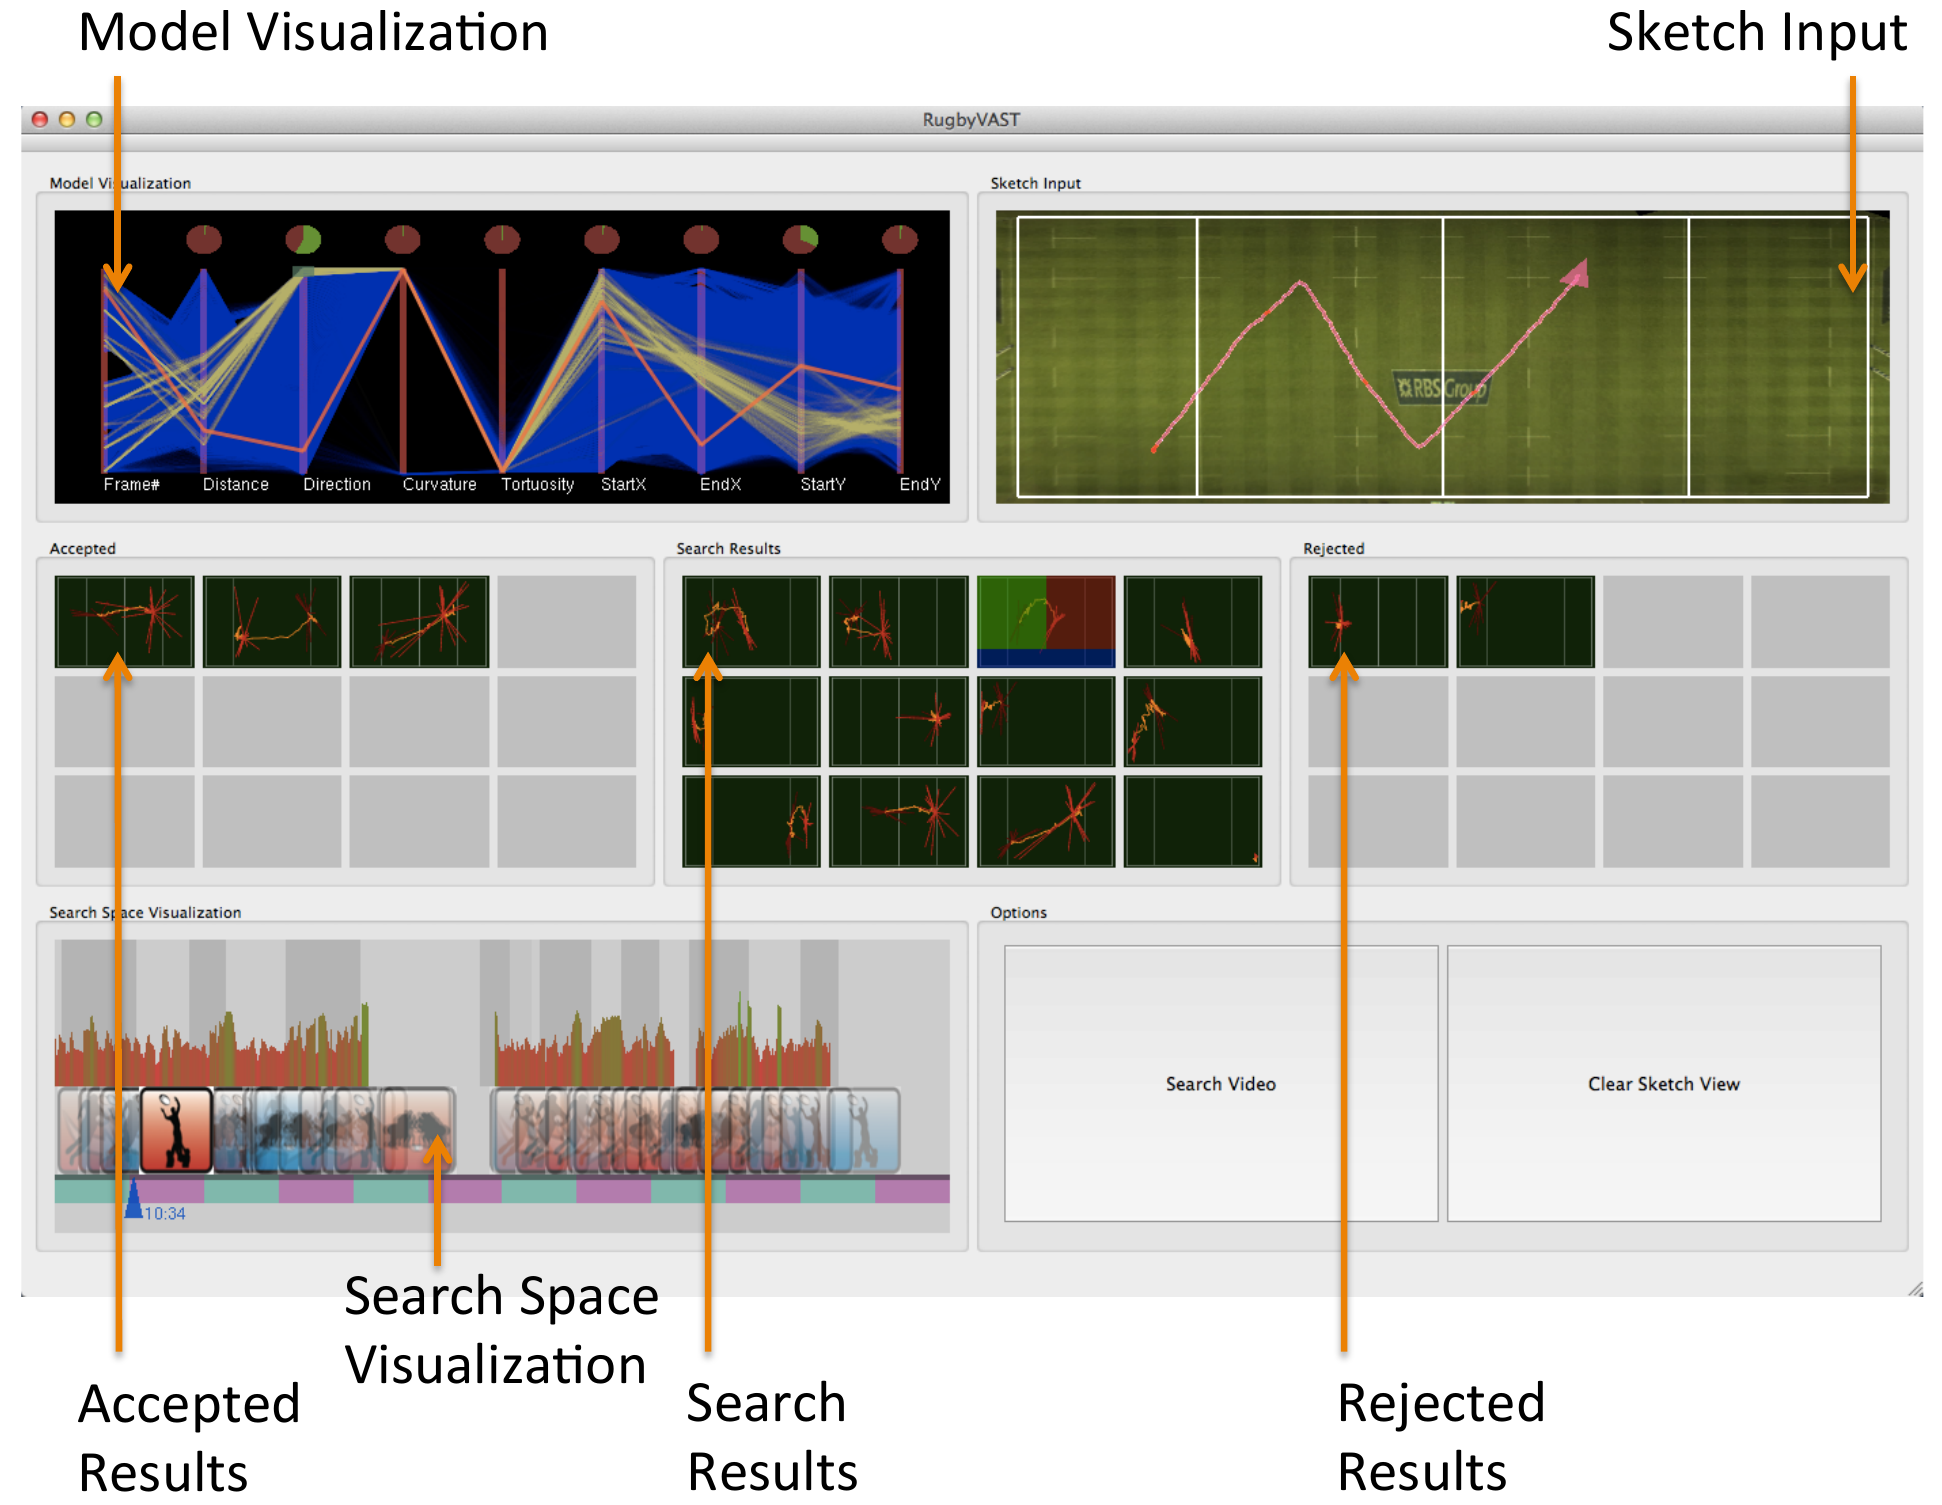 Model Visualization
Sketch Input
RugbyVAST
Model Visualization
Sketch Input
RBS Group
Frame# Distance Direction Curvature Tortuosity StartX EndX StartY EndY
Accepted
Search Results
Rejected
Search Space Visualization
Options
Search Video
Clear Sketch View
10:34
Search Space
Visualization
Accepted
Results
Search
Results
Rejected
Results